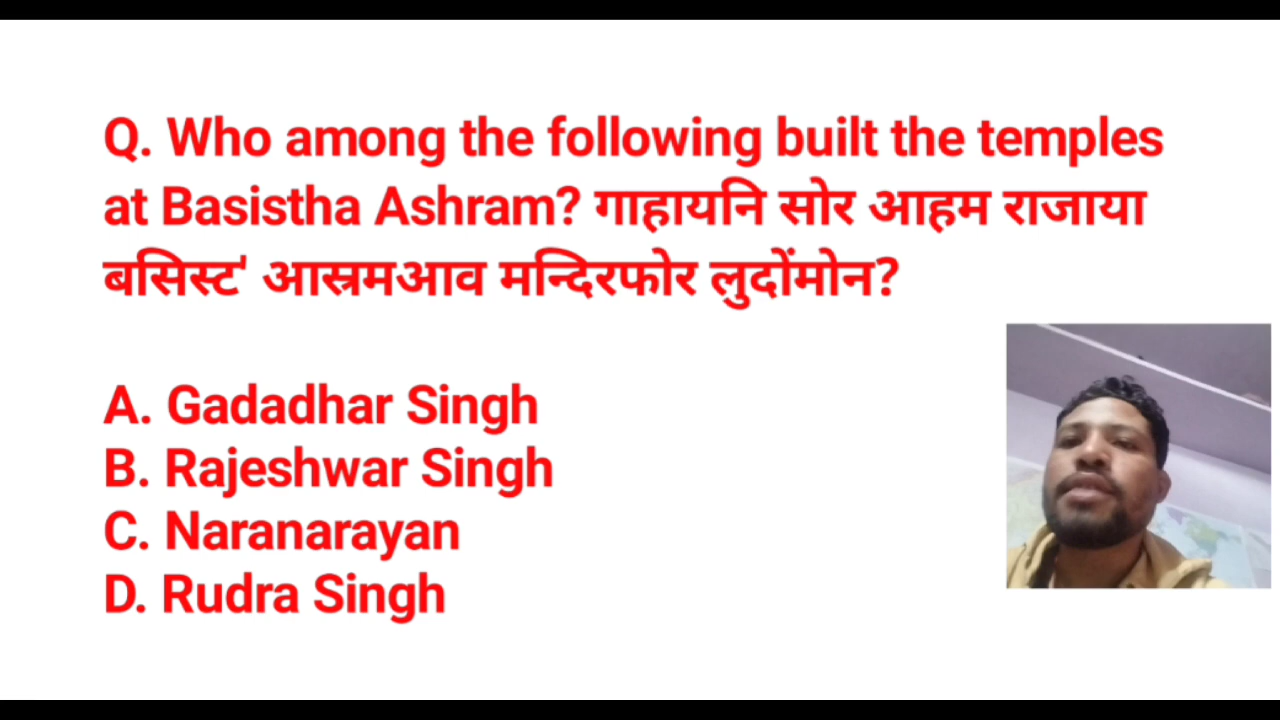 Q. Who among the following built the temples
at Basistha Ashram? गाहायनि सोर आहम राजाया
बसिस्ट' आस्रमआव मन्दिरफोर लुदोंमोन?
A. Gadadhar Singh
B. Rajeshwar Singh
C. Naranarayan
D. Rudra Singh